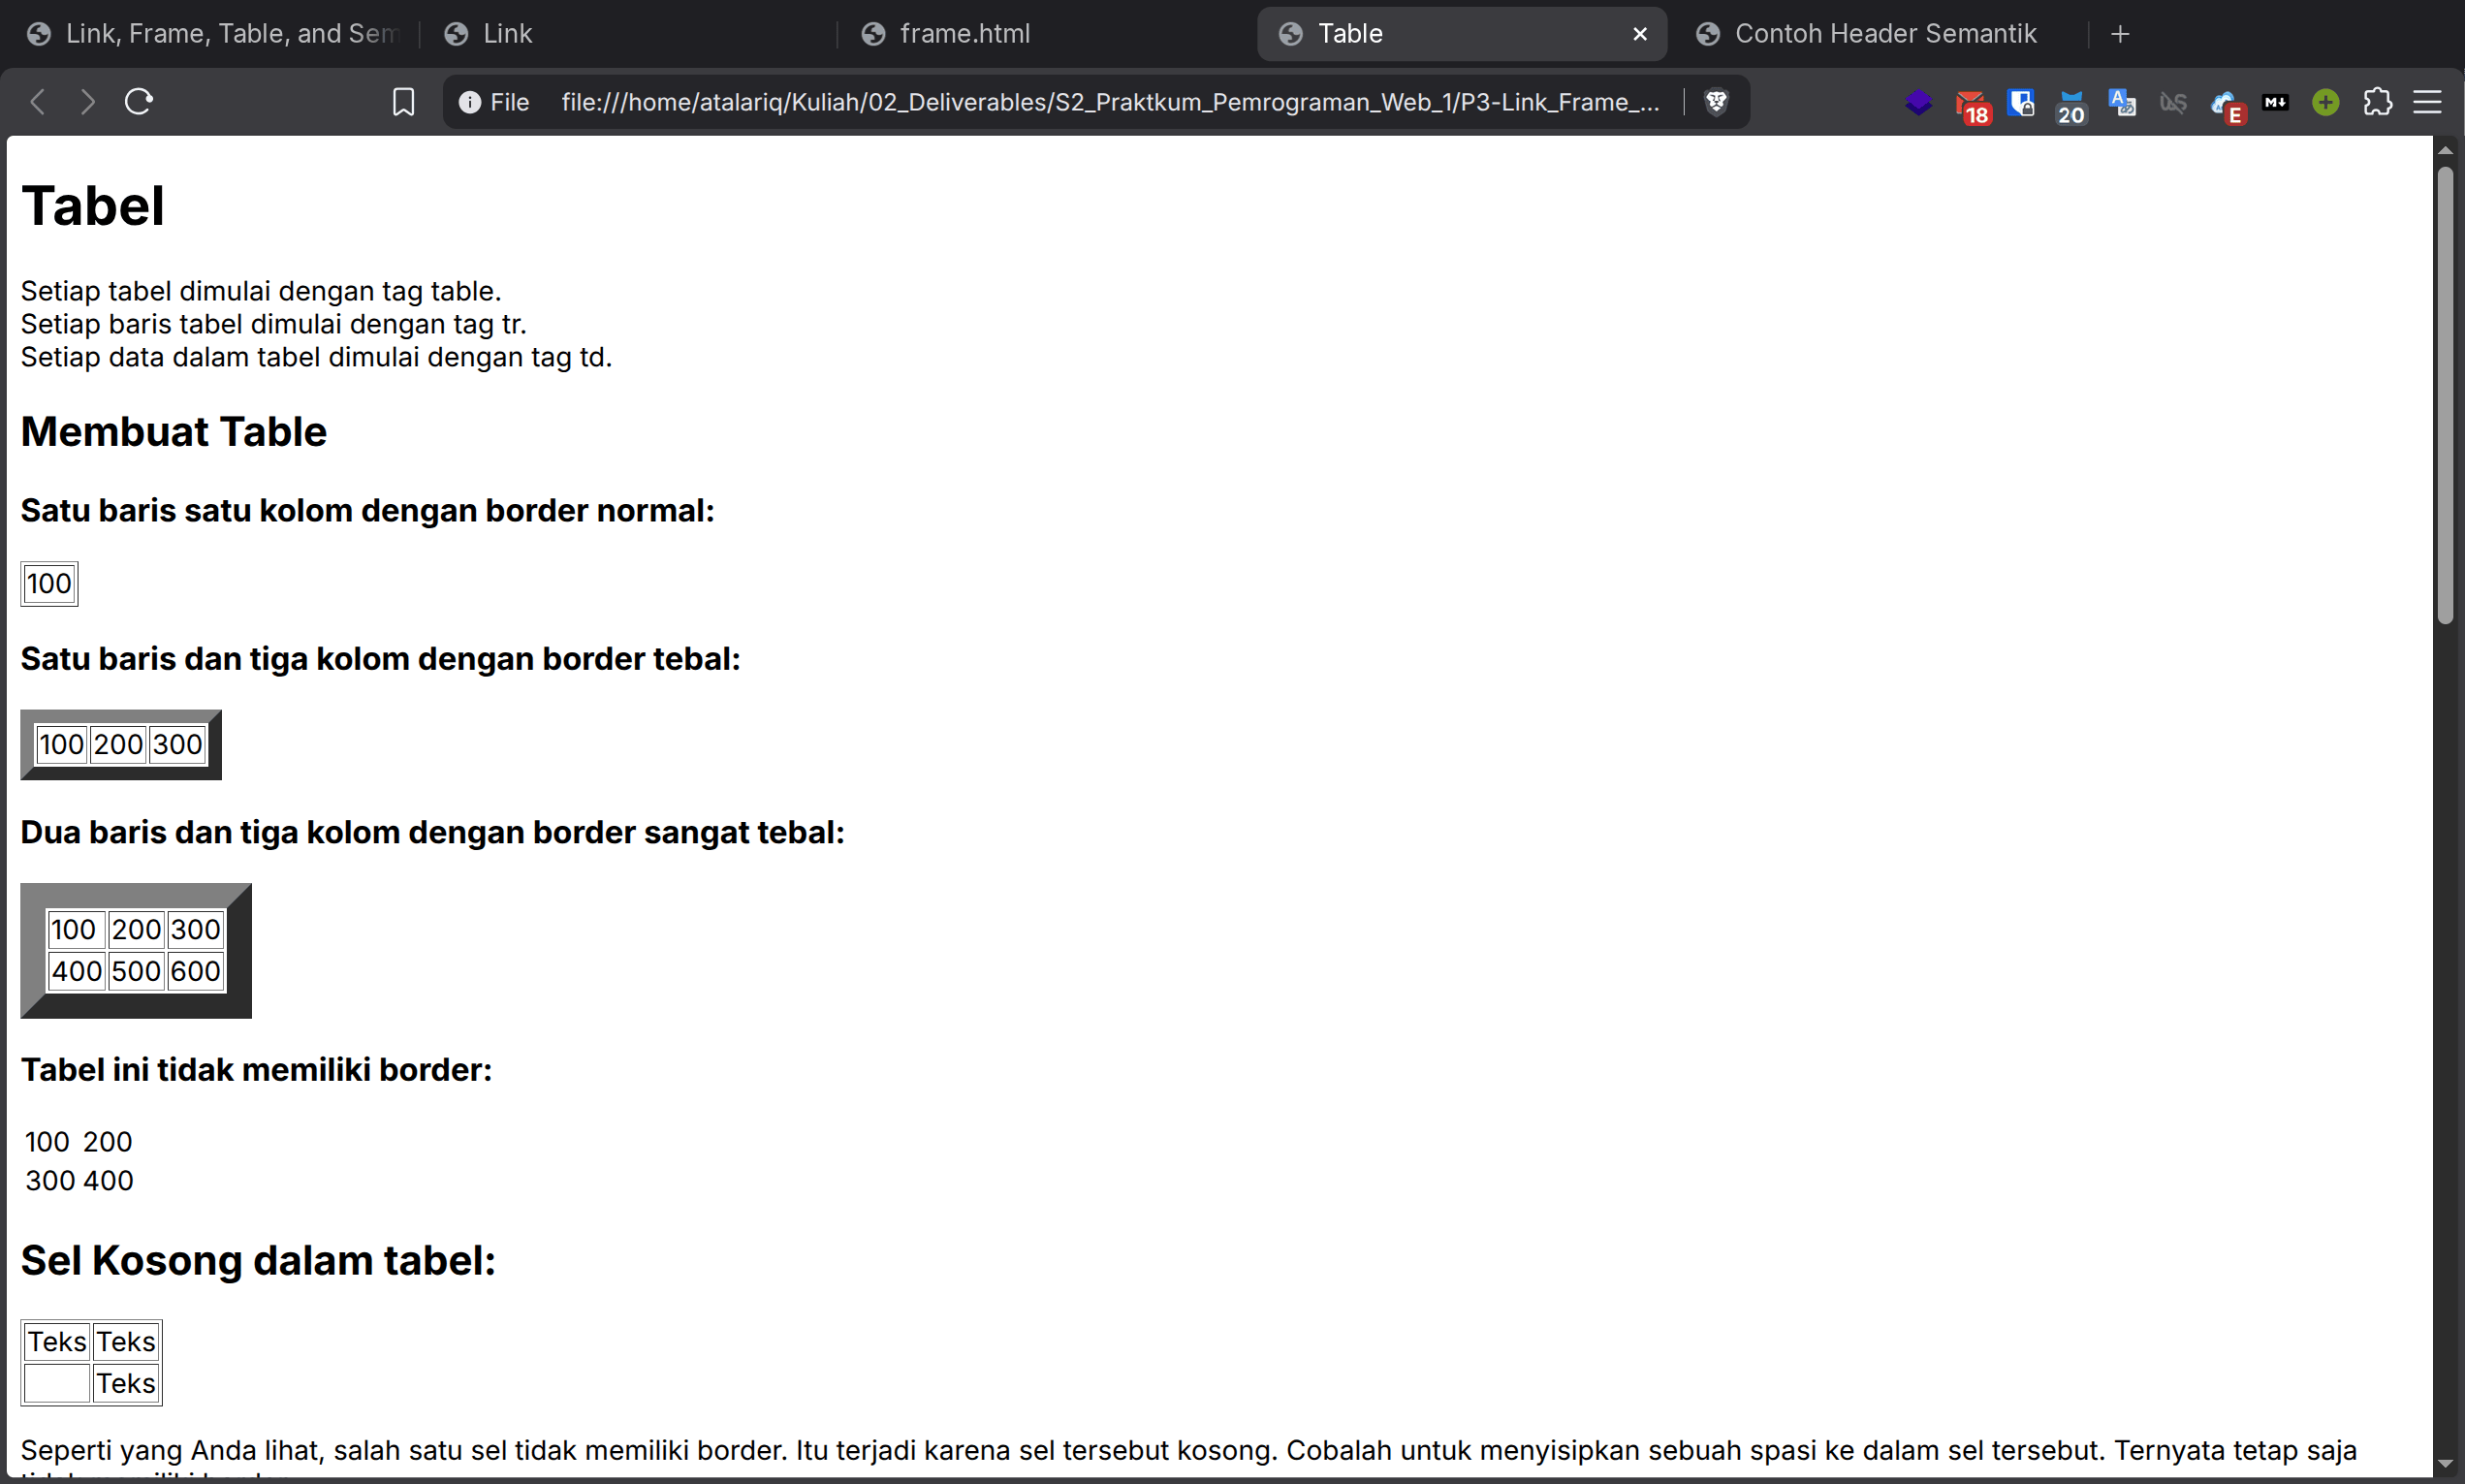 Link, Frame, Table, and Sem
Link
frame.html
Table
Contoh Header Semantik
File
file:///home/atalariq/Kuliah/02_Deliverables/S2_Praktkum_Pemrograman_Web_1/P3-Link_Frame_...
18
20
A
E
M
Tabel
Setiap tabel dimulai dengan tag table.
Setiap baris tabel dimulai dengan tag tr.
Setiap data dalam tabel dimulai dengan tag td.
Membuat Table
Satu baris satu kolom dengan border normal:
100
Satu baris dan tiga kolom dengan border tebal:
100 200 300
Dua baris dan tiga kolom dengan border sangat tebal:
100 200 300
400 500 600
Tabel ini tidak memiliki border:
100 200
300 400
Sel Kosong dalam tabel:
Teks Teks
Teks
Seperti yang Anda lihat, salah satu sel tidak memiliki border. Itu terjadi karena sel tersebut kosong. Cobalah untuk menyisipkan sebuah spasi ke dalam sel tersebut. Ternyata tetap saja